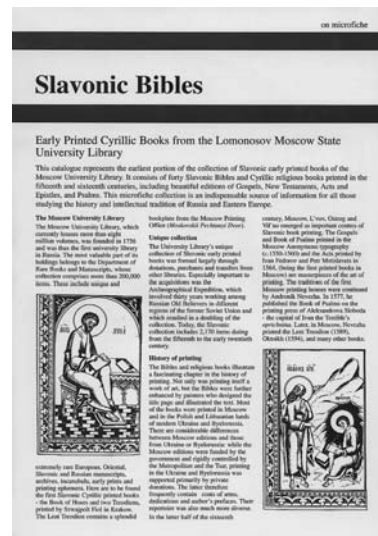 on microfiche
Slavonic Bibles
Early Printed Cyrillic Books from the Lomonosov Moscow State
University Library
This catalogue represents the earliest portion of the collection of Slavonic early printed books of the
Moscow University Library. It consists of forty Slavonic Bibles and Cyrillic religious books printed in the
fifteenth and sixteenth centuries, including beautiful editions of Gospels, New Testaments, Acts and
Epistles, and Psalms. This microfiche collection is an indispensable source of information for all those
studying the history and intellectual tradition of Russia and Eastern Europe.
The Moscow University Library
The Moscow University Library, which
currently houses more than eight
million volumes, was founded in 1756
and was thus the first university library
in Russia. The most valuable part of its
holdings belongs to the Department of
Rare Books and Manuscripts, whose
collection comprises more than 200,000
items. These include unique and
extremely rare European, Oriental,
Slavonic and Russian manuscripts,
archives, incunabula, early prints and
printing ephemera. Here are to be found
the first Slavonic Cyrillic printed books
- the Book of Hours and two Treodions,
printed by Szwajpolt Fiol in Krakow.
The Lent Treodion contains a splendid
bookplate from the Moscow Printing
Office (Moskovskii Pechatnyi Dvor).
Unique collection
The University Library's unique
collection of Slavonic early printed
books was formed largely through
donations, purchases and transfers from
other libraries. Especially important to
the acquisitions was the
Archaeographical Expedition, which
involved thirty years working among
Russian Old Believers in different
regions of the former Soviet Union and
which resulted in a doubling of the
collection. Today, the Slavonic
collection includes 2,170 items dating
from the fifteenth to the early twentieth
century.
History of printing
The Bibles and religious books illustrate
a fascinating chapter in the history of
printing. Not only was printing itself a
work of art, but the Bibles were further
enhanced by painters who designed the
title page and illustrated the text. Most
of the books were printed in Moscow
and in the Polish and Lithuanian lands
of modern Ukraine and Byelorussia.
There are considerable differences
between Moscow editions and those
from Ukraine or Byelorussia: while the
Moscow editions were funded by the
government and rigidly controlled by
the Metropolitan and the Tsar, printing
in the Ukraine and Byelorussia was
supported primarily by private
donations. The latter therefore
frequently contain coats of arms,
dedications and author's prefaces. Their
repertoire was also much more diverse.
In the latter half of the sixteenth
century, Moscow, L'vov, Ostrog and
Vil'no emerged as important centres of
Slavonic book printing. The Gospels
and Book of Psalms printed in the
Moscow Anonymous typography
and the Acts printed by
Ivan Fedorov and Petr Mstislavets in
1564, (being the first printed books in
Moscow) are masterpieces of the art of
printing. The traditions of the first
Moscow printing houses were continued
by Andronik Nevezha. In 1577, he
published the Book of Psalms on the
printing press of Aleksandrova Sloboda
- the capital of Ivan the Terrible's
oprichnina. Later, in Moscow, Nevezha
printed the Lent Treodion (1589),
Oktoikh (1594), and many other books.